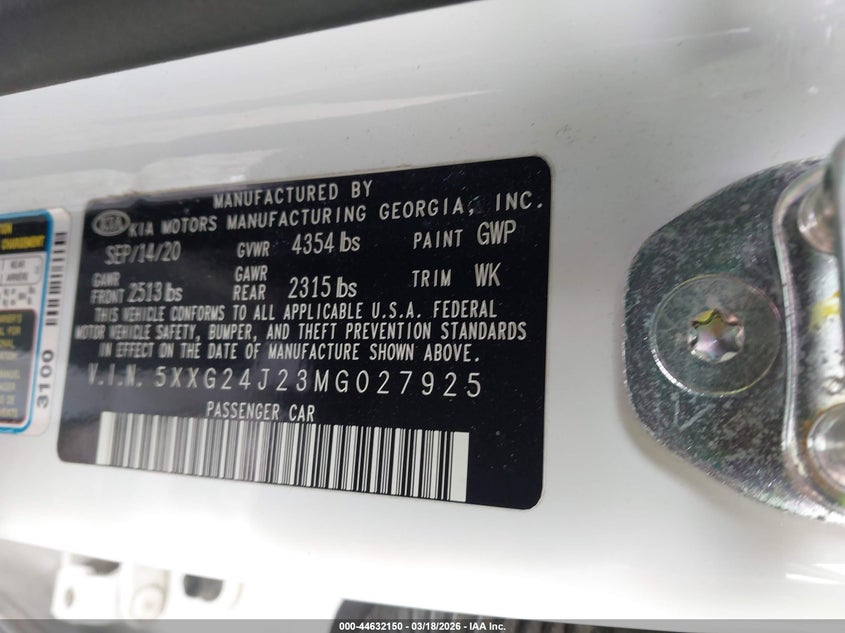 MANUFACTURED BY
KIA KIA MOTORS MANUFACTURING GEORGIA, INC.
SEP/14/20 GVWR 4354 lbs PAINT GWP
GAWR FRONT 2513 lbs GAWR REAR 2315 lbs TRIM WK
THIS VEHICLE CONFORMS TO ALL APPLICABLE U.S.A. FEDERAL
MOTOR VEHICLE SAFETY, BUMPER, AND THEFT PREVENTION STANDARDS
IN EFFECT ON THE DATE OF MANUFACTURE SHOWN ABOVE.
V.I.N. 5XXG24J23MG027925
PASSENGER CAR
3100
000-44632150 | 03/18/2026 | IAA Inc.